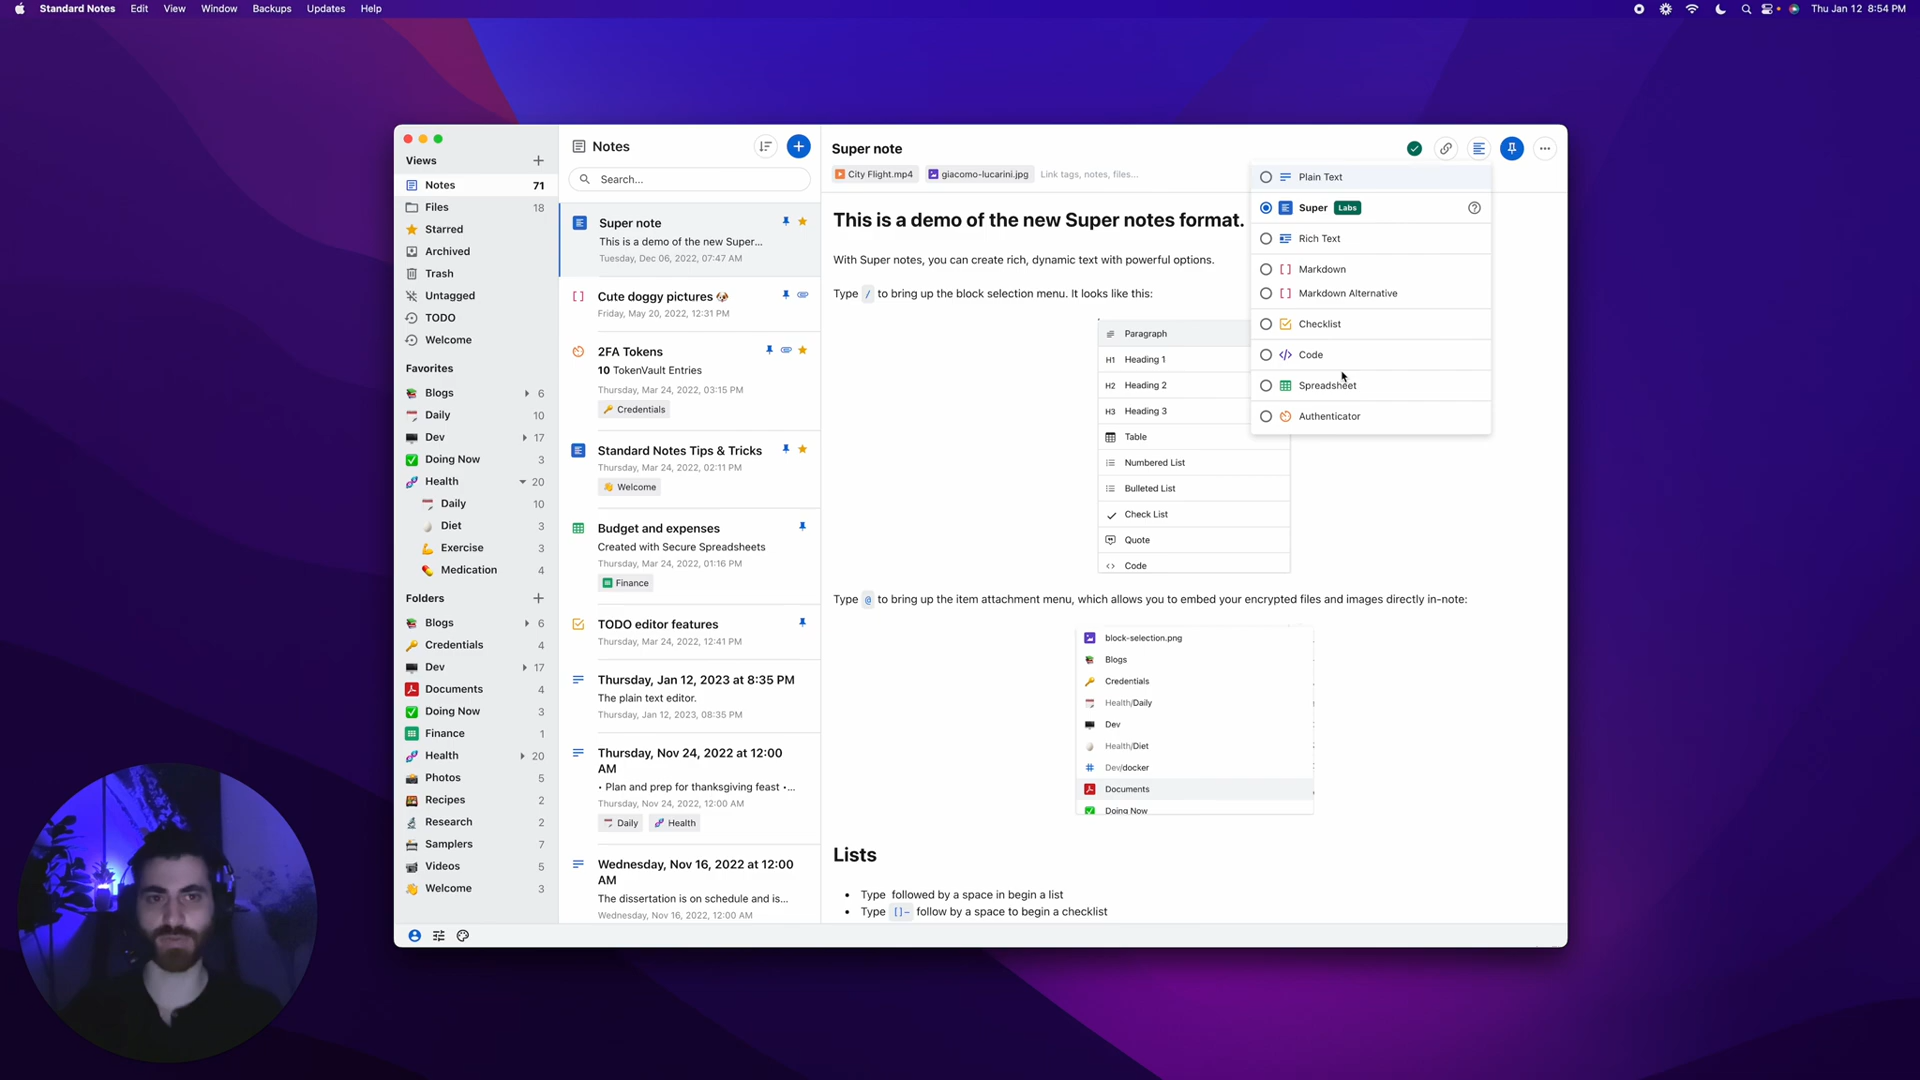 Standard Notes Edit View Window Backups Updates Help Thu Jan 12 8:54 PM
Views
Notes 71
Files 18
Starred
Archived
Trash
Untagged
TODO
Welcome
Favorites
Blogs 6
Daily 10
Dev 17
Doing Now 3
Health 20
Daily 10
Diet 3
Exercise 3
Medication 4
Folders
Blogs 6
Credentials 4
Dev 17
Documents 4
Doing Now 3
Finance 1
Health 20
Photos 5
Recipes 2
Research 2
Samplers 7
Videos 5
Welcome 3
Notes
Search...
Super note
This is a demo of the new Super...
Tuesday, Dec 06, 2022, 07:47 AM
Cute doggy pictures 🐶
Friday, May 20, 2022, 12:31 PM
2FA Tokens
10 TokenVault Entries
Thursday, Mar 24, 2022, 03:15 PM
Credentials
Standard Notes Tips & Tricks
Thursday, Mar 24, 2022, 02:11 PM
Welcome
Budget and expenses
Created with Secure Spreadsheets
Thursday, Mar 24, 2022, 01:16 PM
Finance
TODO editor features
Thursday, Mar 24, 2022, 12:41 PM
Thursday, Jan 12, 2023 at 8:35 PM
The plain text editor.
Thursday, Jan 12, 2023, 08:35 PM
Thursday, Nov 24, 2022 at 12:00
AM
• Plan and prep for thanksgiving feast •...
Thursday, Nov 24, 2022, 12:00 AM
Daily Health
Wednesday, Nov 16, 2022 at 12:00
AM
The dissertation is on schedule and is...
Wednesday, Nov 16, 2022, 12:00 AM
Super note
City Flight.mp4 giacomo-lucarini.jpg Link tags, notes, files...
This is a demo of the new Super notes format.
With Super notes, you can create rich, dynamic text with powerful options.
Type / to bring up the block selection menu. It looks like this:
Paragraph
H1 Heading 1
H2 Heading 2
H3 Heading 3
Table
Numbered List
Bulleted List
Check List
Quote
Code
Type @ to bring up the item attachment menu, which allows you to embed your encrypted files and images directly in-note:
block-selection.png
Blogs
Credentials
Health/Daily
Dev
Health/Diet
Dev/docker
Documents
Doing Now
Lists
• Type followed by a space in begin a list
• Type []- follow by a space to begin a checklist
Plain Text
Super Labs
Rich Text
Markdown
Markdown Alternative
Checklist
Code
Spreadsheet
Authenticator